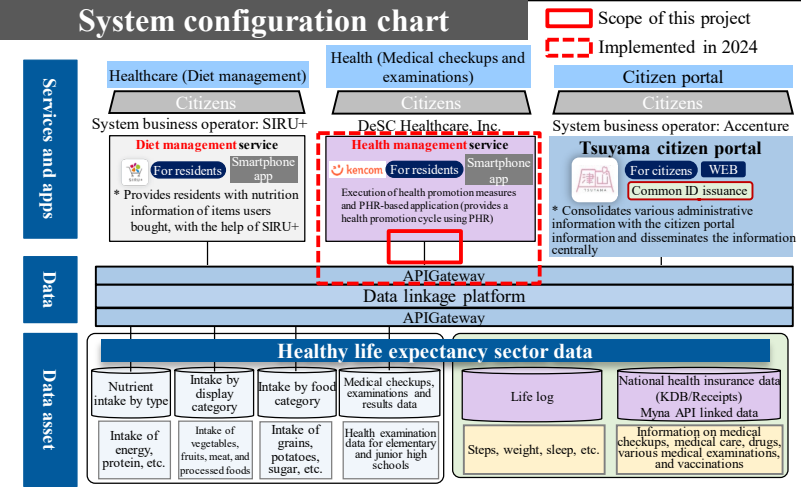 System configuration chart
Scope of this project
Implemented in 2024
Services and apps
Healthcare (Diet management)
Citizens
System business operator: SIRU+
Diet management service
SIRU+
For residents
Smartphone
app
* Provides residents with nutrition
information of items users
bought, with the help of SIRU+
Health (Medical checkups and
examinations)
Citizens
DeSC Healthcare, Inc.
Health management service
kencom
For residents
Smartphone
app
Execution of health promotion measures
and PHR-based application (provides a
health promotion cycle using PHR)
Citizen portal
Citizens
System business operator: Accenture
Tsuyama citizen portal
津山
TSUYAMA
For citizens
WEB
Common ID issuance
* Consolidates various administrative
information with the citizen portal
information and disseminates the information
centrally
Data
APIGateway
Data linkage platform
APIGateway
Data asset
Healthy life expectancy sector data
Nutrient
intake by type
Intake of
energy,
protein, etc.
Intake by
display
category
Intake of
vegetables,
fruits, meat, and
processed foods
Intake by food
category
Intake of
grains,
potatoes,
sugar, etc.
Medical checkups,
examinations and
results data
Health examination
data for elementary
and junior high
schools
Life log
Steps, weight, sleep, etc.
National health insurance data
(KDB/Receipts)
Myna API linked data
Information on medical
checkups, medical care, drugs,
various medical examinations,
and vaccinations